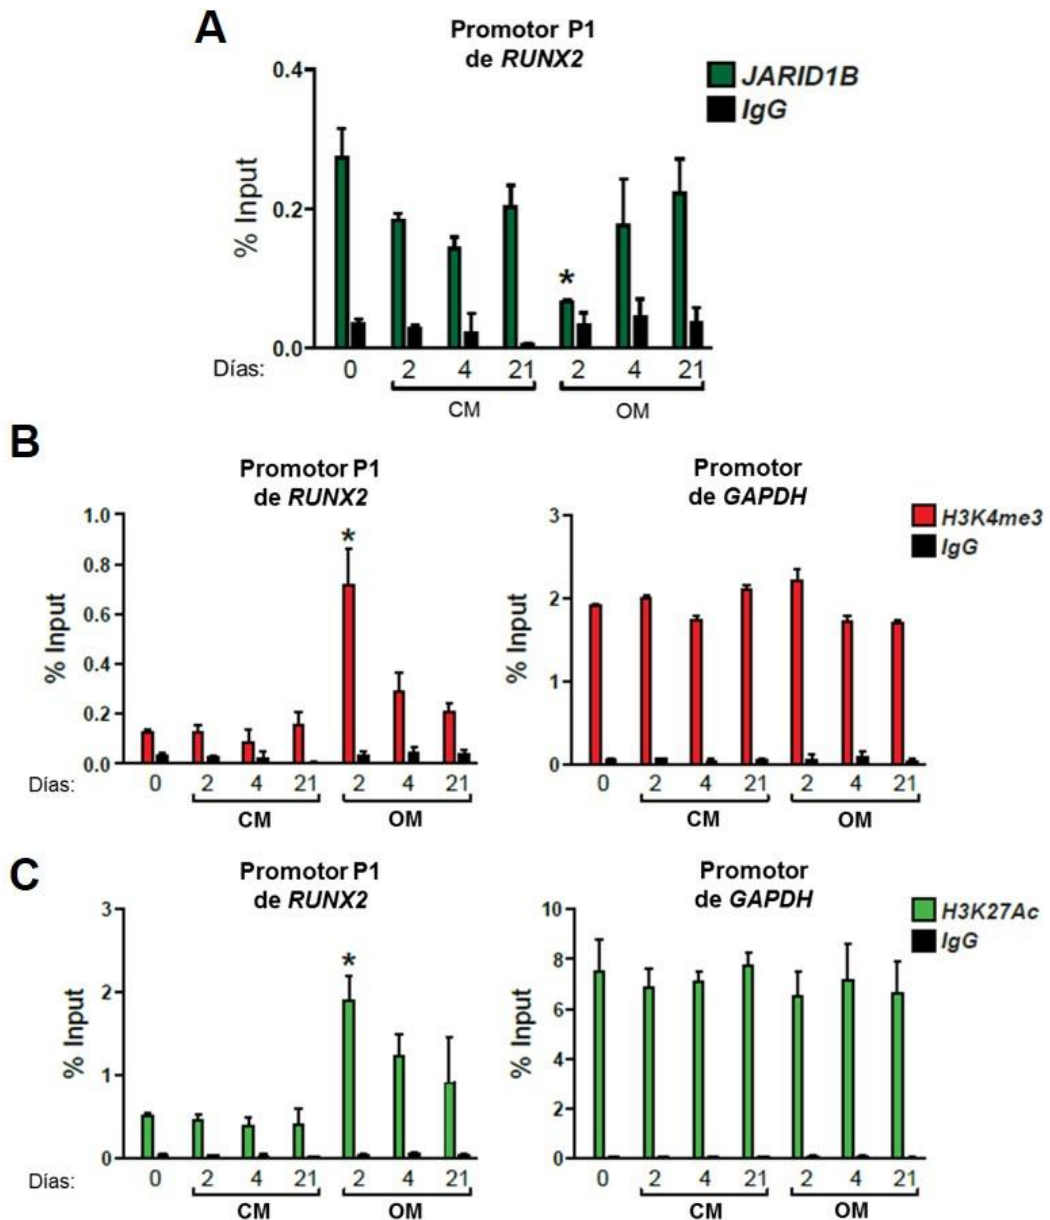 A
Promotor P1
de RUNX2
JARID1B
IgG
% Input
0.4
0.2
0.0
Días: 0 2 4 21 2 4 21
CM OM
B
Promotor P1
de RUNX2
% Input
1.0
0.8
0.6
0.4
0.2
0.0
Días: 0 2 4 21 2 4 21
CM OM
Promotor
de GAPDH
H3K4me3
IgG
% Input
3
2
1
0
0 2 4 21 2 4 21
CM OM
C
Promotor P1
de RUNX2
% Input
3
2
1
0
Días: 0 2 4 21 2 4 21
CM OM
Promotor
de GAPDH
H3K27Ac
IgG
% Input
10
8
6
4
2
0
0 2 4 21 2 4 21
CM OM